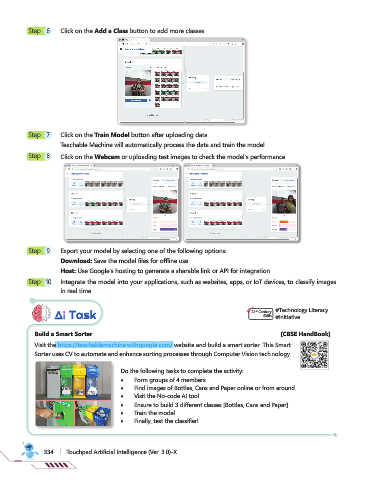 Step 6 Click on the Add a Class button to add more classes
Step 7 Click on the Train Model button after uploading data
Teachable Machine will automatically process the data and train the model
Step 8 Click on the Webcam or uploading test images to check the model's performance
Step 9 Export your model by selecting one of the following options:
Download: Save the model files for offline use
Host: Use Google's hosting to generate a sharable link or API for integration
Step 10 Integrate the model into your applications, such as websites, apps, or IoT devices, to classify images
in real time
Ai Task
21st Century
Skills
#Technology Literacy
#Initiative
Build a Smart Sorter [CBSE HandBook]
Visit the https://teachablemachine.withgoogle.com/ website and build a smart sorter. This Smart
Sorter uses CV to automate and enhance sorting processes through Computer Vision technology
Do the following tasks to complete the activity:
• Form groups of 4 members
• Find images of Bottles, Cans and Paper online or from around
• Visit the No-code AI tool
• Ensure to build 3 different classes [Bottles, Cans and Paper]
• Train the model
• Finally, test the classifier!
334 Touchpad Artificial Intelligence (Ver. 3.0)-X